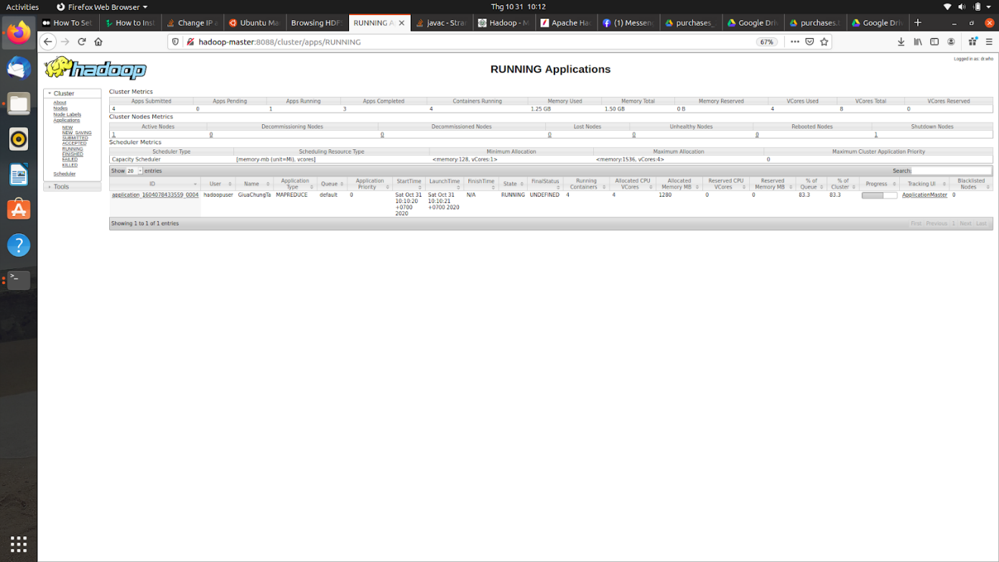 Activities Firefox Web Browser Thg 10 31 10:12
How To Set How to Inst Change IP a Ubuntu Ma Browsing HDF RUNNING A javac - Stra Hadoop - M Apache Had (1) Messen purchases_ Google Driv purchases.t Google Driv
hadoop-master:8088/cluster/apps/RUNNING 67%
Logged in as: dr.who
hadoop
RUNNING Applications
Cluster
About
Nodes
Node Labels
Applications
NEW
NEW_SAVING
SUBMITTED
ACCEPTED
RUNNING
FINISHED
FAILED
KILLED
Scheduler
Tools
Cluster Metrics
Apps Submitted Apps Pending Apps Running Apps Completed Containers Running Memory Used Memory Total Memory Reserved VCores Used VCores Total VCores Reserved
4 0 1 3 4 1.25 GB 1.50 GB 0 B 4 8 0
Cluster Nodes Metrics
Active Nodes Decommissioning Nodes Decommissioned Nodes Lost Nodes Unhealthy Nodes Rebooted Nodes Shutdown Nodes
1 0 0 0 0 0 1
Scheduler Metrics
Scheduler Type Scheduling Resource Type Minimum Allocation Maximum Allocation Maximum Cluster Application Priority
Capacity Scheduler [memory-mb (unit=Mi), vcores] <memory:128, vCores:1> <memory:1536, vCores:4> 0
Show 20 entries Search:
ID User Name Application Type Queue Application Priority StartTime LaunchTime FinishTime State FinalStatus Running Containers Allocated CPU VCores Allocated Memory MB Reserved CPU VCores Reserved Memory MB % of Queue % of Cluster Progress Tracking UI Blacklisted Nodes
application_1604078433559_0004 hadoopuser GiuaChungTa MAPREDUCE default 0 Sat Oct 31 10:10:20 +0700 2020 Sat Oct 31 10:10:21 +0700 2020 N/A RUNNING UNDEFINED 4 4 1280 0 0 83.3 83.3 ApplicationMaster 0
Showing 1 to 1 of 1 entries First Previous 1 Next Last